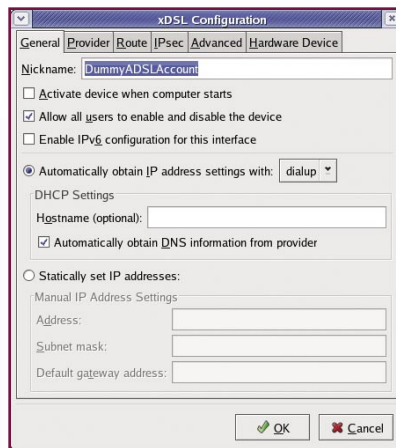 xDSL Configuration
General Provider Route IPsec Advanced Hardware Device
Nickname: DummyADSLAccount
Activate device when computer starts
Allow all users to enable and disable the device
Enable IPv6 configuration for this interface
Automatically obtain IP address settings with: dialup
DHCP Settings
Hostname (optional):
Automatically obtain DNS information from provider
Statically set IP addresses:
Manual IP Address Settings
Address:
Subnet mask:
Default gateway address:
OK Cancel